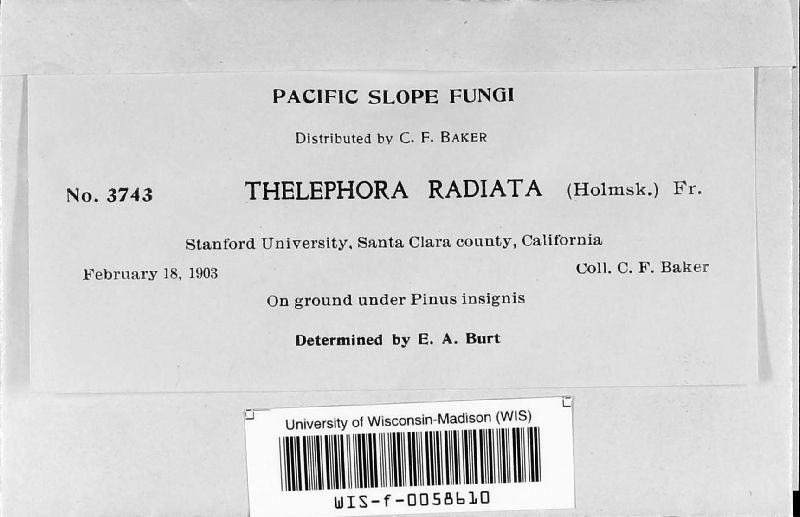 PACIFIC SLOPE FUNGI
Distributed by C. F. BAKER
No. 3743 THELEPHORA RADIATA (Holmsk.) Fr.
Stanford University, Santa Clara county, California
February 18, 1903 Coll. C. F. Baker
On ground under Pinus insignis
Determined by E. A. Burt
University of Wisconsin-Madison (WIS)
WIS-f-0058610